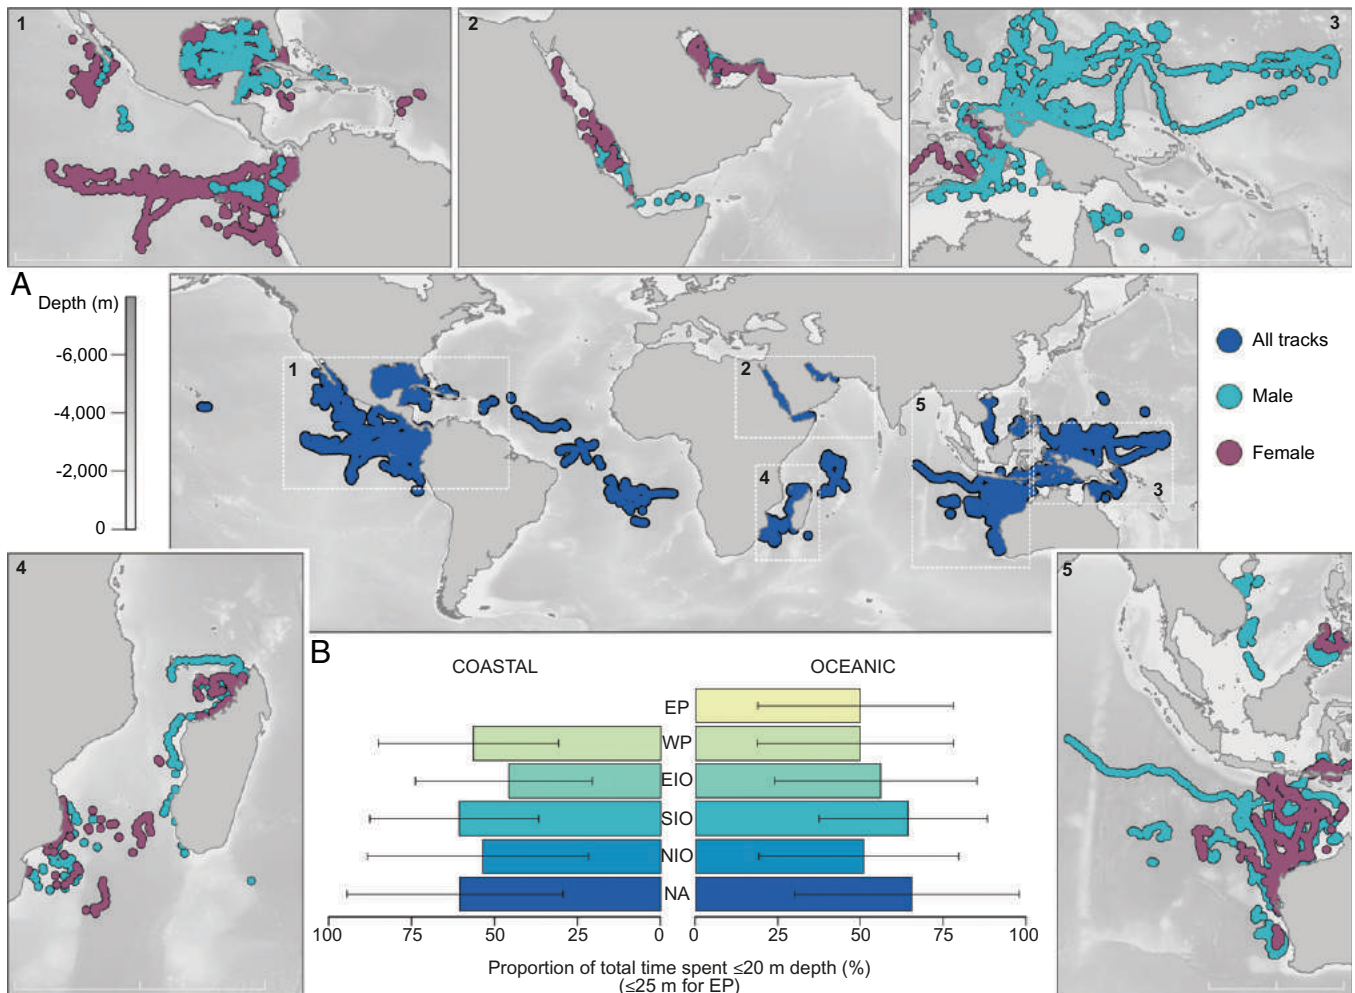 1
2
3
A
Depth (m)
-6,000
-4,000
-2,000
0
1
2
5
4
3
All tracks
Male
Female
4
5
B
COASTAL
OCEANIC
EP
WP
EIO
SIO
NIO
NA
100
75
50
25
0
0
25
50
75
100
Proportion of total time spent ≤20 m depth (%)
(≤25 m for EP)